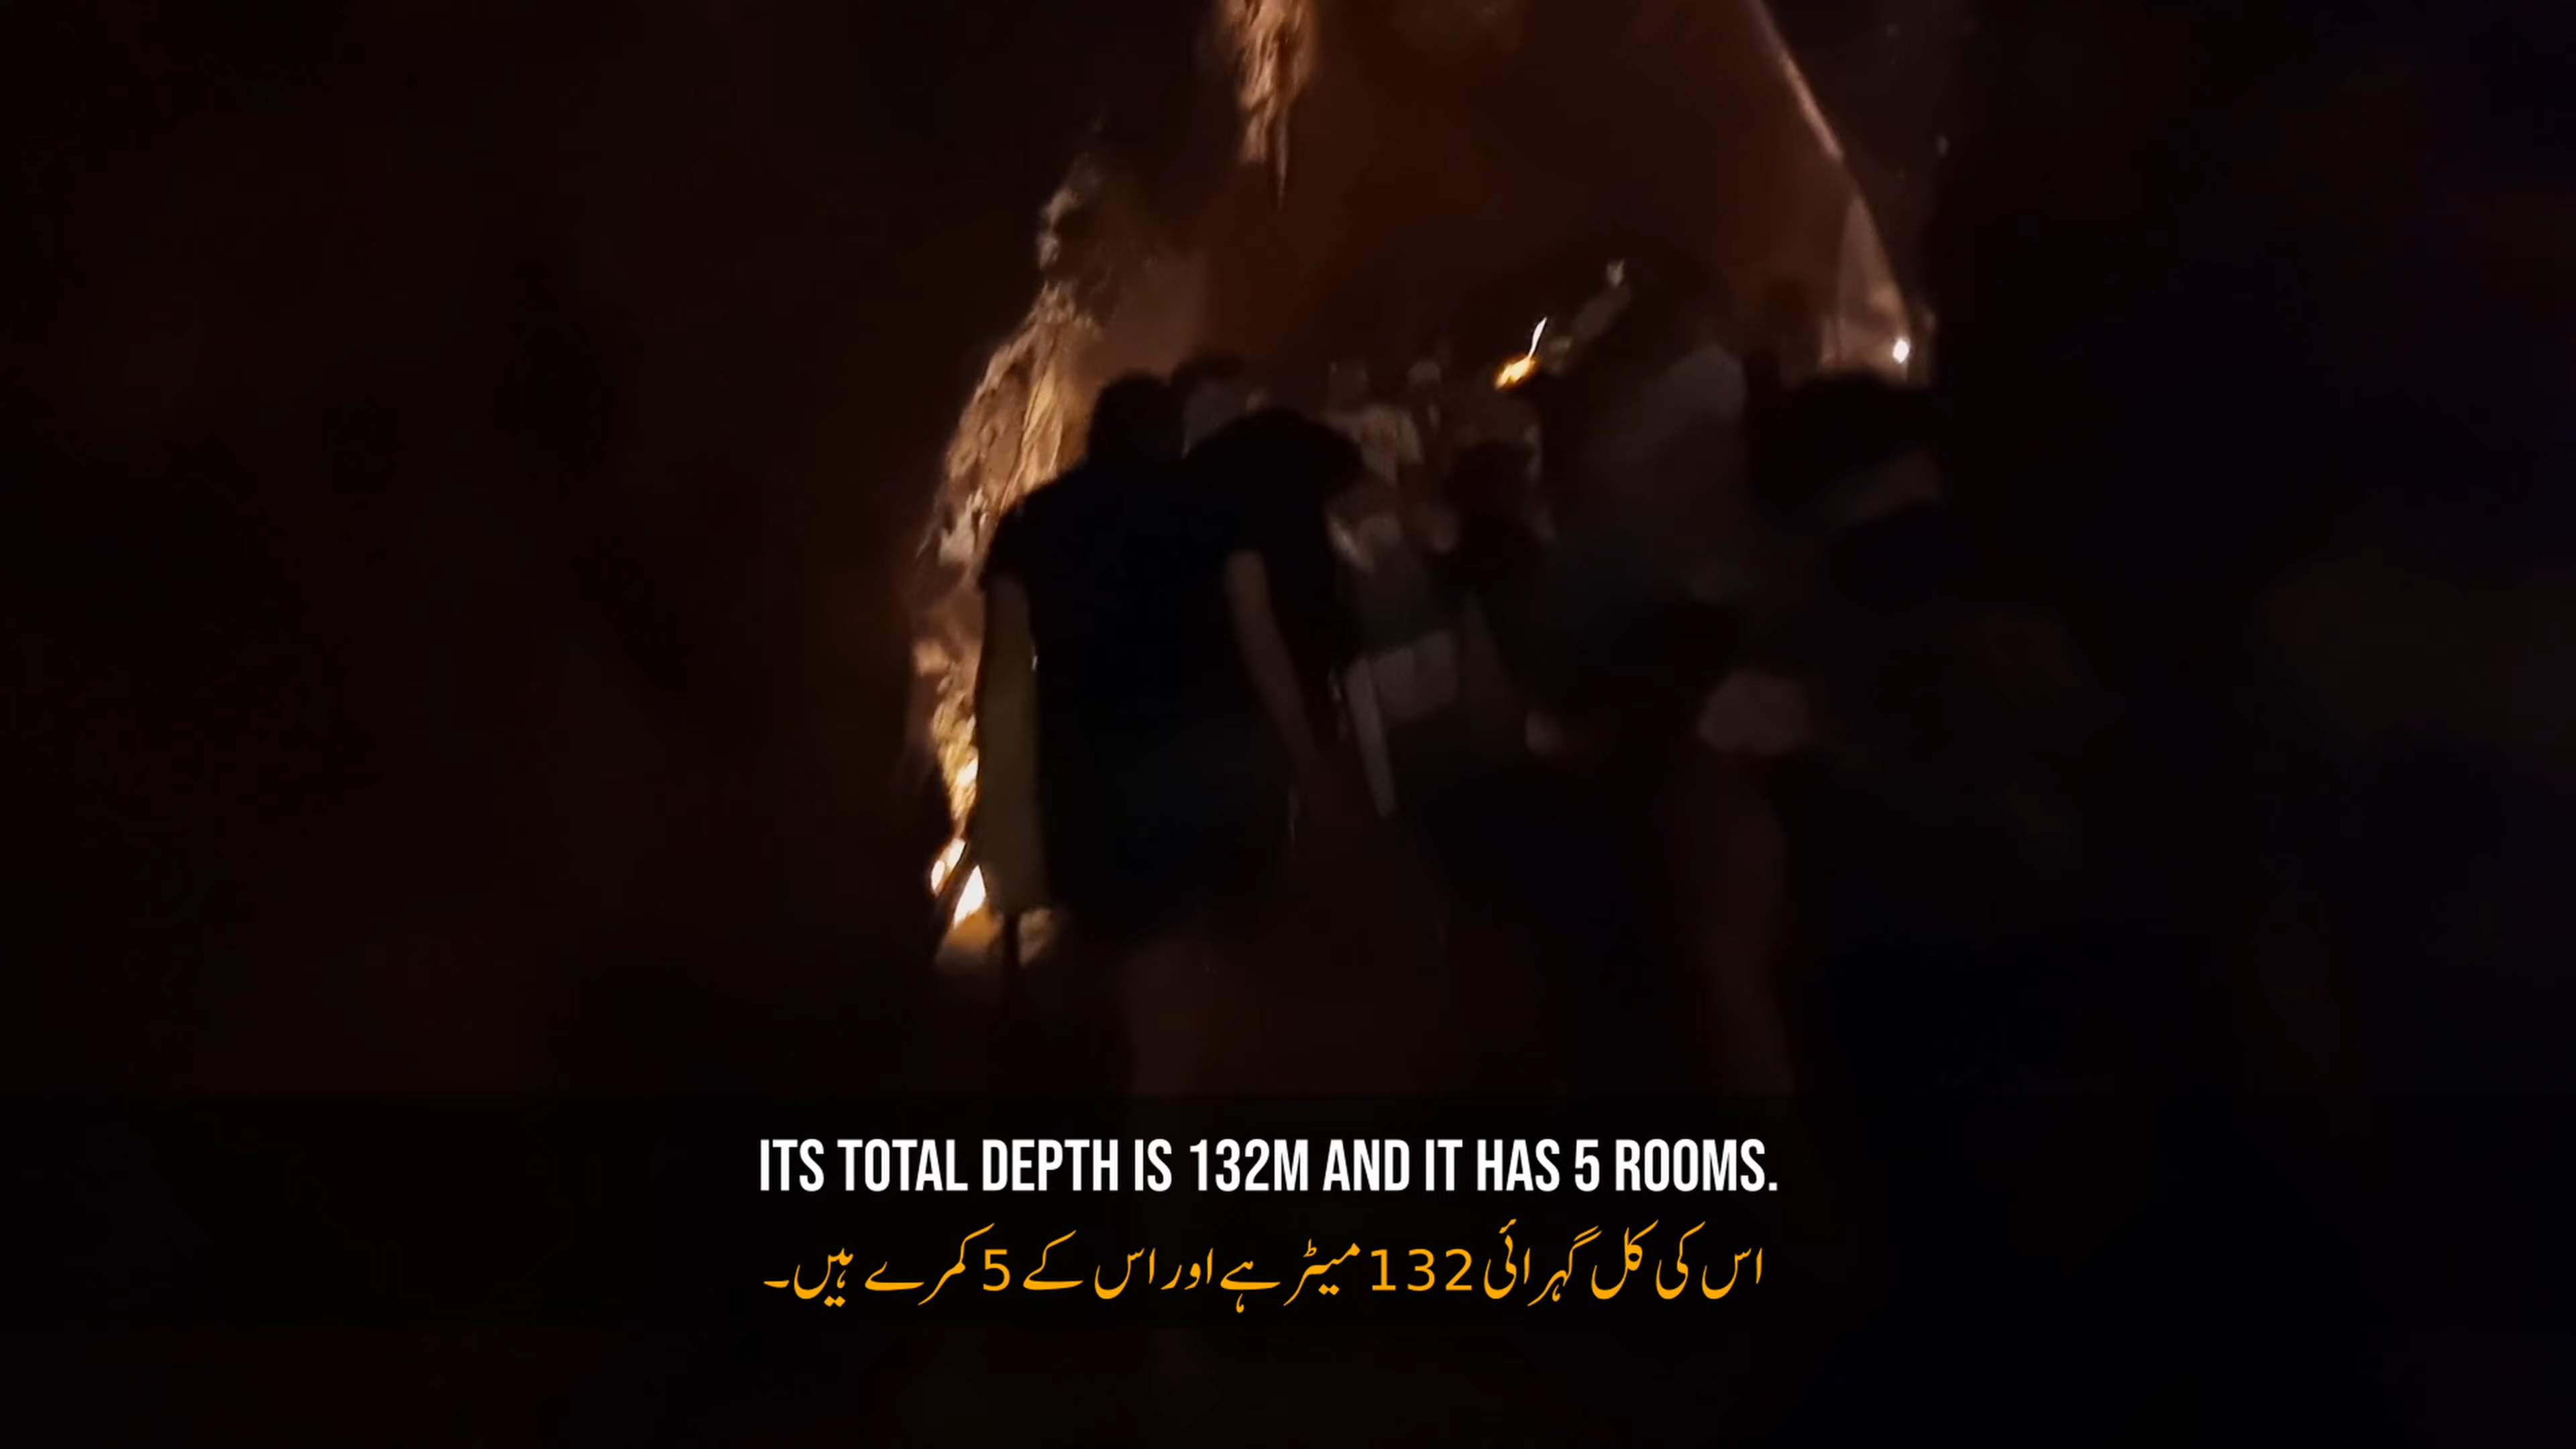 ITS TOTAL DEPTH IS 132M AND IT HAS 5 ROOMS.
اس کی کل گہرائی 132 میٹر ہے اور اس کے 5 کمرے ہیں۔